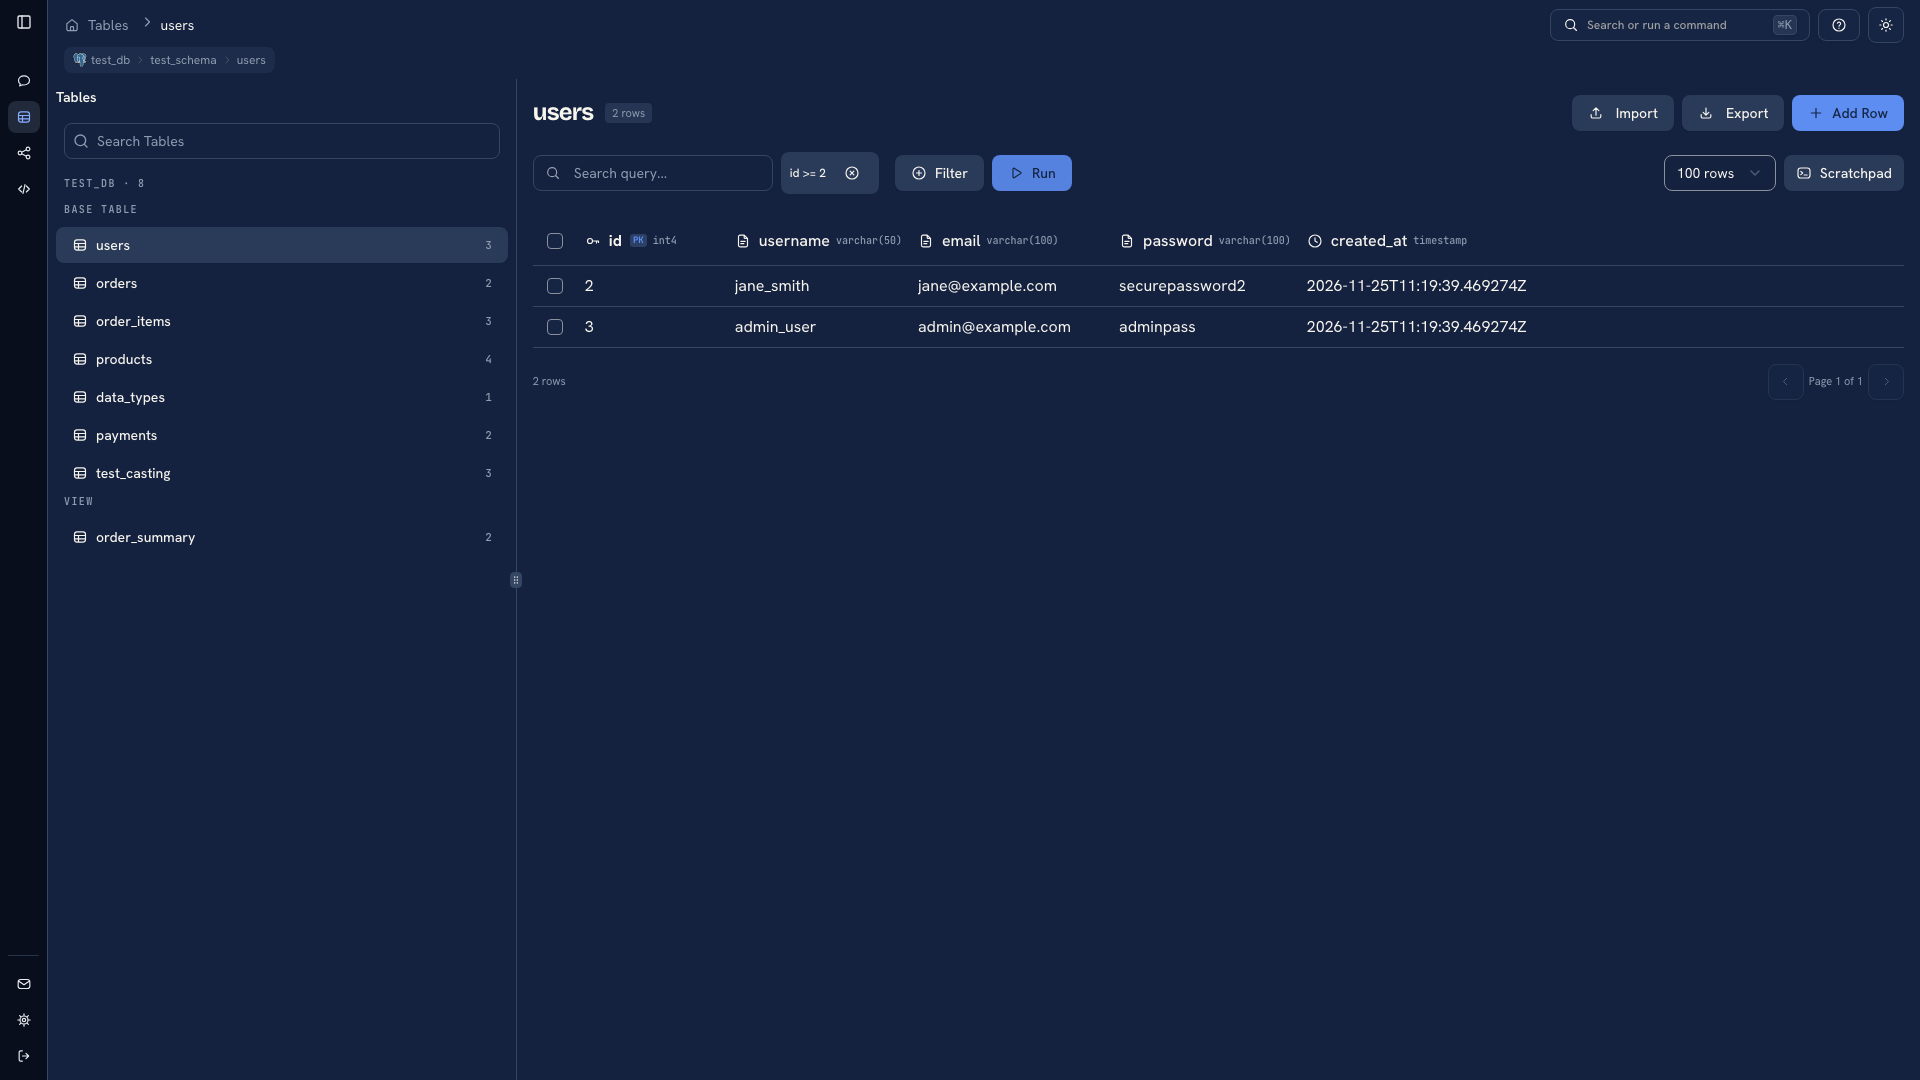 Tables > users
Search or run a command ⌘K
test_db > test_schema > users
Tables
Search Tables
TEST_DB · 8
BASE TABLE
users 3
orders 2
order_items 3
products 4
data_types 1
payments 2
test_casting 3
VIEW
order_summary 2
users 2 rows
Import Export Add Row
Search query... id >= 2 Filter Run 100 rows Scratchpad
id PK int4 username varchar(50) email varchar(100) password varchar(100) created_at timestamp
2 jane_smith jane@example.com securepassword2 2026-11-25T11:19:39.469274Z
3 admin_user admin@example.com adminpass 2026-11-25T11:19:39.469274Z
2 rows Page 1 of 1